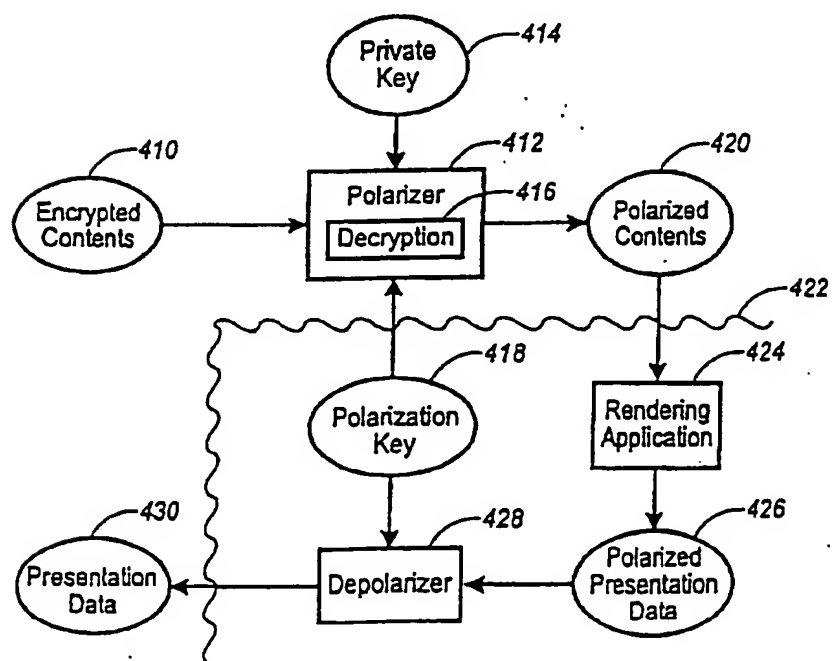 Private
Key
414
410
412
420
Encrypted
Contents
Polarizer
416
Decryption
Polarized
Contents
422
418
424
Polarization
Key
Rendering
Application
430
428
426
Presentation
Data
Depolarizer
Polarized
Presentation
Data